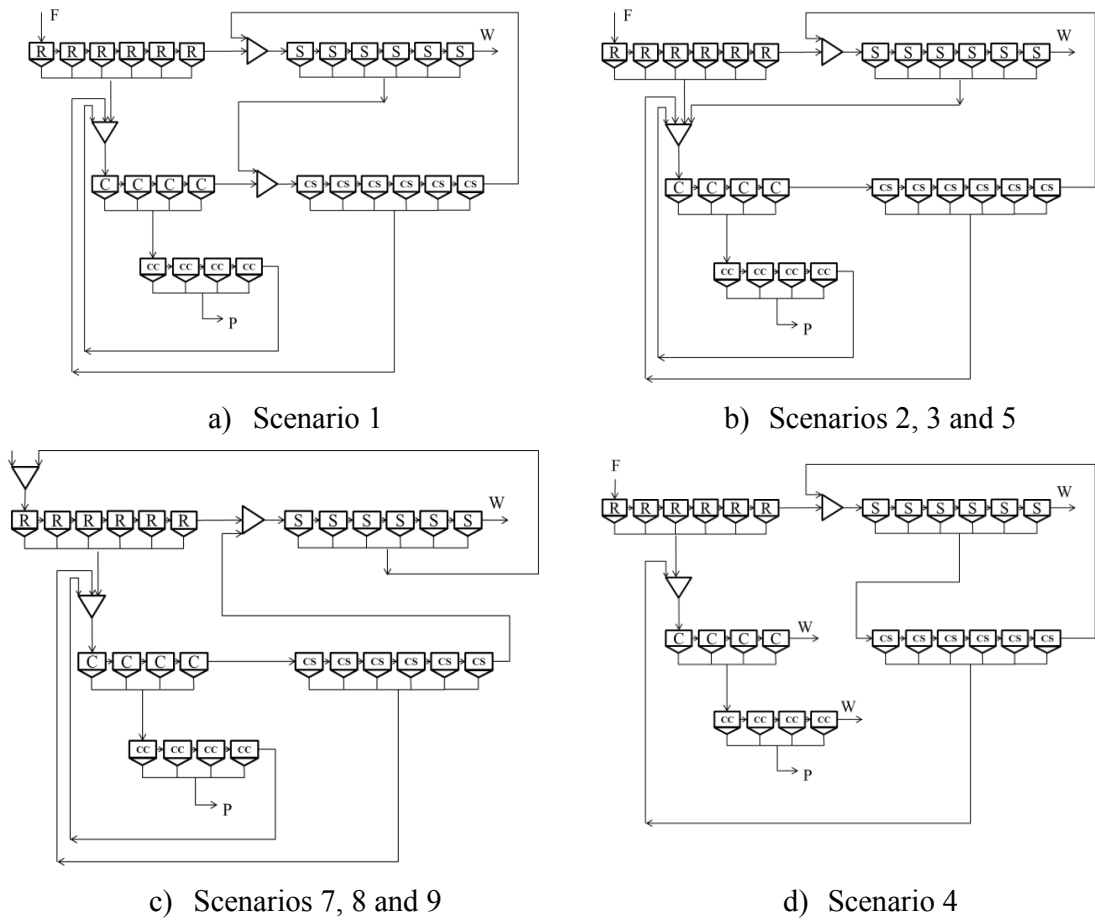 F
W
R R R R R R S S S S S S
C C C C CS CS CS CS CS CS
CC CC CC CC
P
a) Scenario 1
F
W
R R R R R R S S S S S S
C C C C CS CS CS CS CS CS
CC CC CC CC
P
b) Scenarios 2, 3 and 5
W
R R R R R R S S S S S S
C C C C CS CS CS CS CS CS
CC CC CC CC
P
c) Scenarios 7, 8 and 9
F
W
R R R R R R S S S S S S
C C C C W CS CS CS CS CS CS
CC CC CC CC W
P
d) Scenario 4